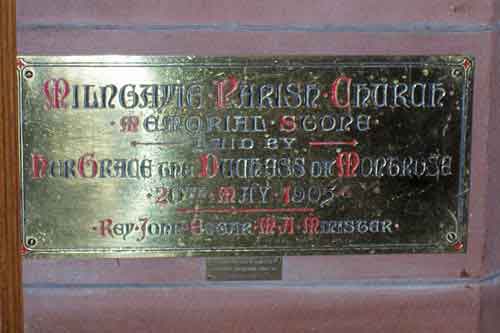 MILNGAVIE PARISH CHURCH
·MEMORIAL STONE·
LAID BY
HER GRACE THE DUCHESS OF MONTROSE
·20TH·MAY·1905·
·REV·JOHN·EDGAR·M·A·MINISTER·